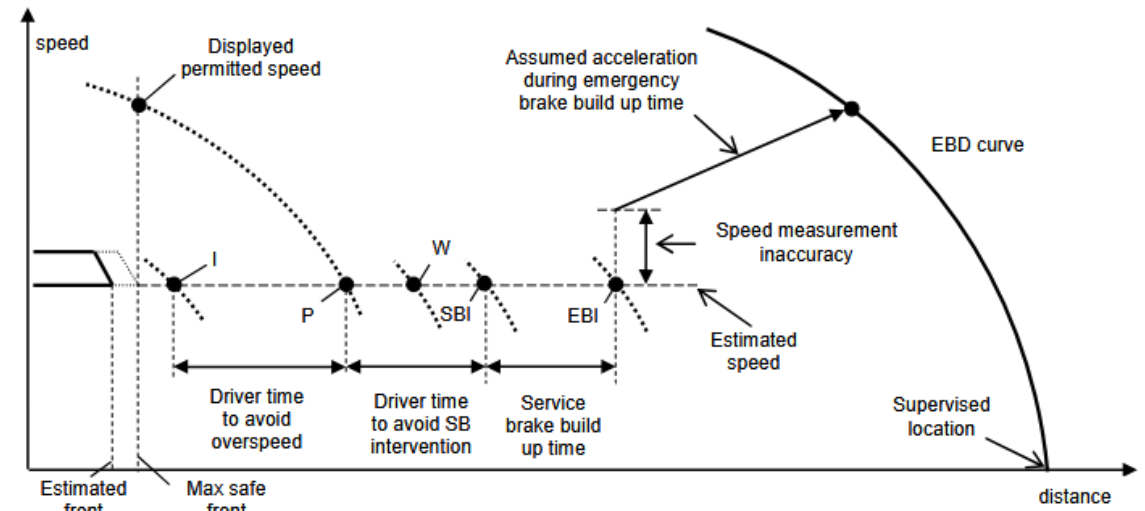 speed
Displayed
permitted speed
Assumed acceleration
during emergency
brake build up time
EBD curve
I
W
Speed measurement
inaccuracy
P
SBI
EBI
Estimated
speed
Driver time
to avoid
overspeed
Driver time
to avoid SB
intervention
Service
brake build
up time
Supervised
location
Estimated
front
Max safe
front
distance